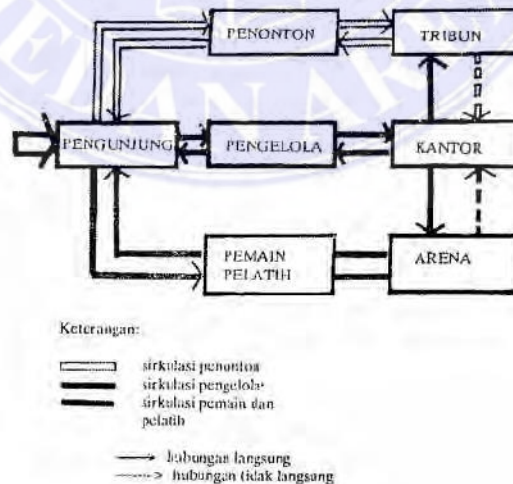 PENONTON
TRIBUN
PENGUNJUNG
PENGELOLA
KANTOR
PEMAIN
PELATIH
ARENA
Keterangan:
sirkulasi penonton
sirkulasi pengelola
sirkulasi pemain dan
pelatih
hubungan langsung
hubungan tidak langsung